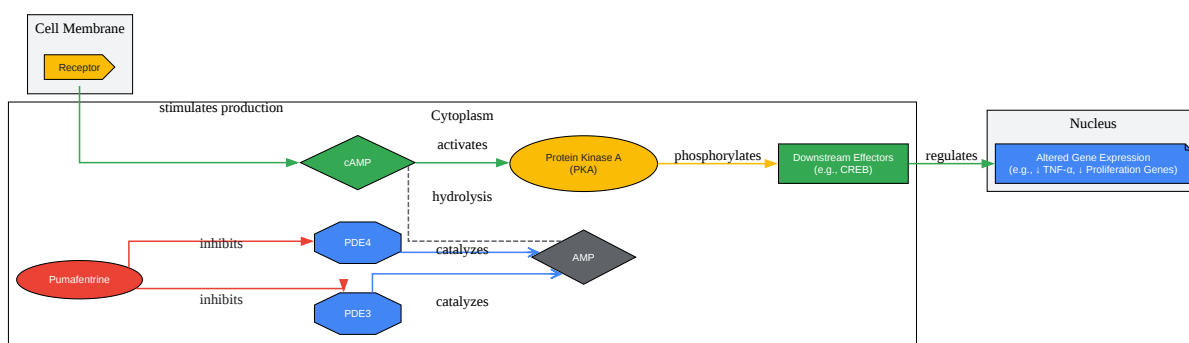 Cell Membrane
Receptor
stimulates production
Cytoplasm
activates
cAMP
Protein Kinase A
(PKA)
phosphorylates
Downstream Effectors
(e.g., CREB)
regulates
Nucleus
Altered Gene Expression
(e.g., ↓ TNF-α, ↓ Proliferation Genes)
hydrolysis
inhibits
PDE4
catalyzes
AMP
Pumafentrine
inhibits
PDE3
catalyzes